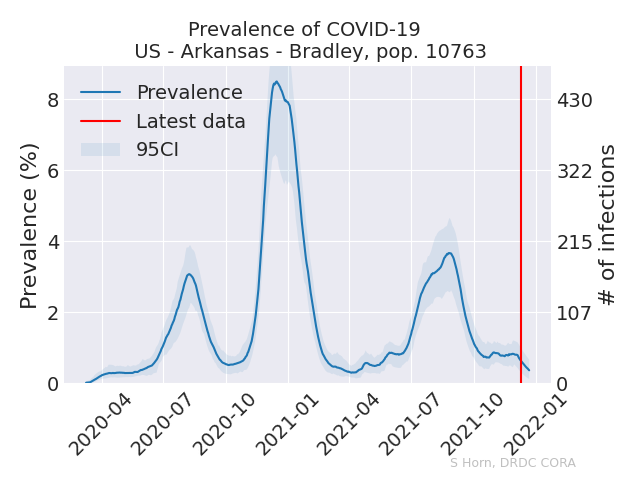 Prevalence of COVID-19
US - Arkansas - Bradley, pop. 10763
Prevalence
Latest data
95CI
Prevalence (%)
8
6
4
2
0
# of infections
430
322
215
107
0
2020-04
2020-07
2020-10
2021-01
2021-04
2021-07
2021-10
2022-01
S Horn, DRDC CORA